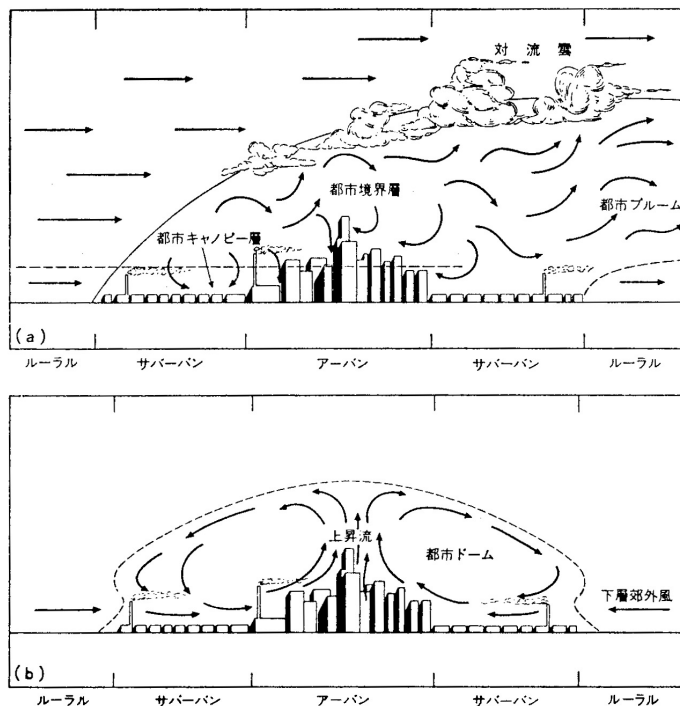 対流雲
都市境界層
都市プルーム
都市キャノピー層
(a)
ルーラル サバーバン アーバン サバーバン ルーラル
上昇流
都市ドーム
下層郊外風
(b)
ルーラル サバーバン アーバン サバーバン ルーラル